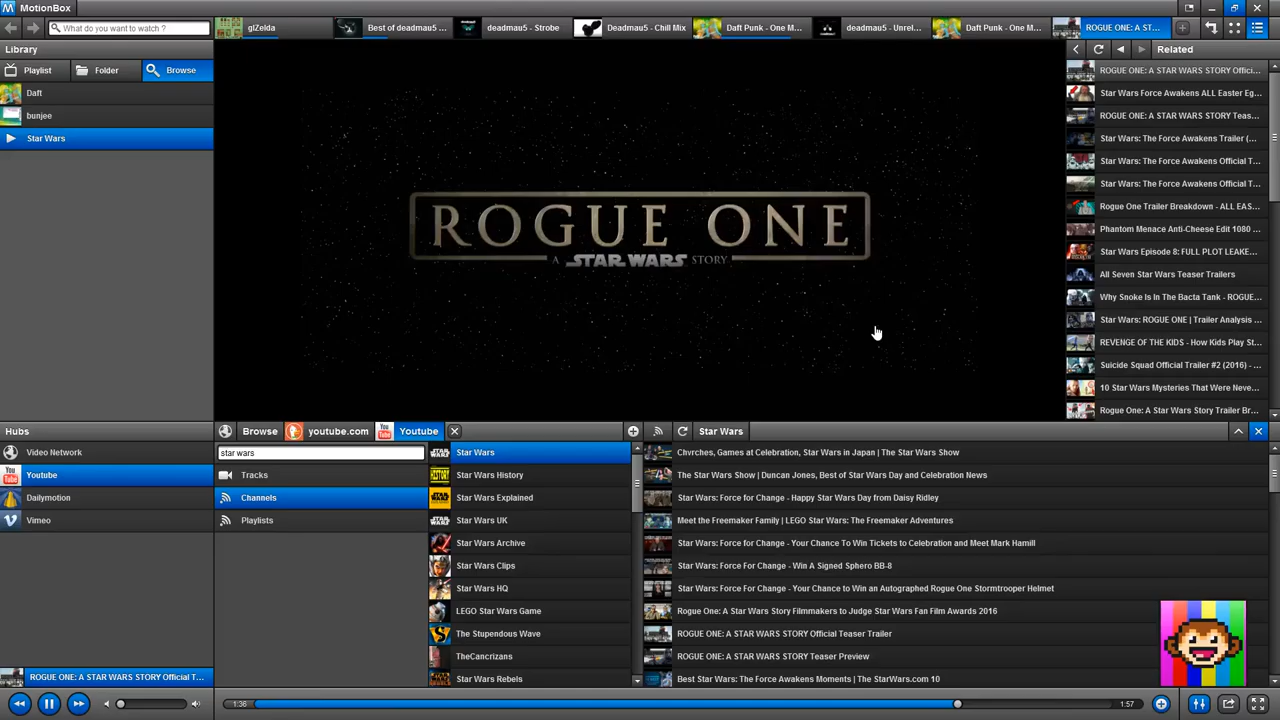 MotionBox
What do you want to watch ?
glZelda
Best of deadmau5 ...
deadmau5 - Strobe
Deadmau5 - Chill Mix
Daft Punk - One M...
deadmau5 - Unrel...
Daft Punk - One M...
ROGUE ONE: A ST...
Library
Playlist
Folder
Browse
Daft
bunjee
Star Wars
ROGUE ONE
A STAR WARS STORY
Related
ROGUE ONE: A STAR WARS STORY Offici...
Star Wars Force Awakens ALL Easter Eg...
ROGUE ONE: A STAR WARS STORY Teas...
Star Wars: The Force Awakens Trailer (...
Star Wars: The Force Awakens Official T...
Star Wars: The Force Awakens Official T...
Rogue One Trailer Breakdown - ALL EAS...
Phantom Menace Anti-Cheese Edit 1080 ...
Star Wars Episode 8: FULL PLOT LEAKE...
All Seven Star Wars Teaser Trailers
Why Snoke Is In The Bacta Tank - ROGUE...
Star Wars: ROGUE ONE | Trailer Analysis ...
REVENGE OF THE KIDS - How Kids Play St...
Suicide Squad Official Trailer #2 (2016) - ...
10 Star Wars Mysteries That Were Neve...
Rogue One: A Star Wars Story Trailer Br...
Hubs
Video Network
Youtube
Dailymotion
Vimeo
Browse
youtube.com
Youtube
star wars
Tracks
Channels
Playlists
Star Wars
Star Wars History
Star Wars Explained
Star Wars UK
Star Wars Archive
Star Wars Clips
Star Wars HQ
LEGO Star Wars Game
The Stupendous Wave
TheCancrizans
Star Wars Rebels
Star Wars
Chvrches, Games at Celebration, Star Wars in Japan | The Star Wars Show
The Star Wars Show | Duncan Jones, Best of Star Wars Day and Celebration News
Star Wars: Force for Change - Happy Star Wars Day from Daisy Ridley
Meet the Freemaker Family | LEGO Star Wars: The Freemaker Adventures
Star Wars: Force for Change - Your Chance To Win Tickets to Celebration and Meet Mark Hamill
Star Wars: Force For Change - Win A Signed Sphero BB-8
Star Wars: Force For Change - Your Chance to Win an Autographed Rogue One Stormtrooper Helmet
Rogue One: A Star Wars Story Filmmakers to Judge Star Wars Fan Film Awards 2016
ROGUE ONE: A STAR WARS STORY Official Teaser Trailer
ROGUE ONE: A STAR WARS STORY Teaser Preview
Best Star Wars: The Force Awakens Moments | The StarWars.com 10
ROGUE ONE: A STAR WARS STORY Official T...
1:36
1:57